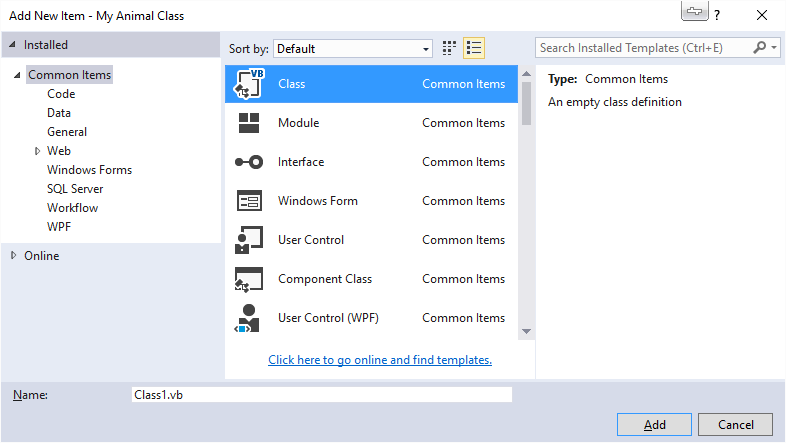 Add New Item - My Animal Class
?
Installed
Sort by: Default
Search Installed Templates (Ctrl+E)
Common Items
Code
Data
General
Web
Windows Forms
SQL Server
Workflow
WPF
Online
VB
Class Common Items
Module Common Items
Interface Common Items
Windows Form Common Items
User Control Common Items
Component Class Common Items
User Control (WPF) Common Items
Click here to go online and find templates.
Type: Common Items
An empty class definition
Name: Class1.vb
Add Cancel